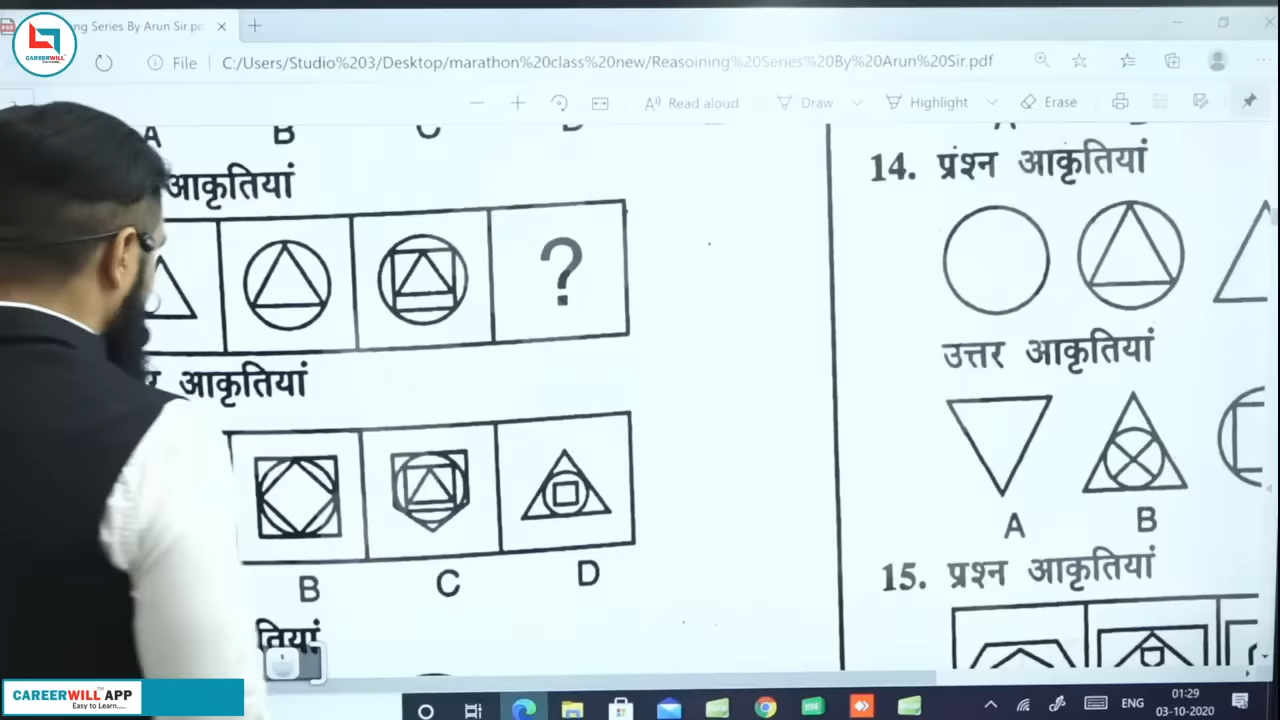 ng Series By Arun Sir.p
CAREERWILL
File
C:/Users/Studio%203/Desktop/marathon%20class%20new/Reasoining%20Series%20By%20Arun%20Sir.pdf
Read aloud
Draw
Highlight
Erase
A B C D
आकृतियां
?
आकृतियां
B C D
तियां
14. प्रंश्न आकृतियां
उत्तर आकृतियां
A B
15. प्रश्न आकृतियां
CAREERWILL APP
Easy to Learn.....
ENG
01:29
03-10-2020